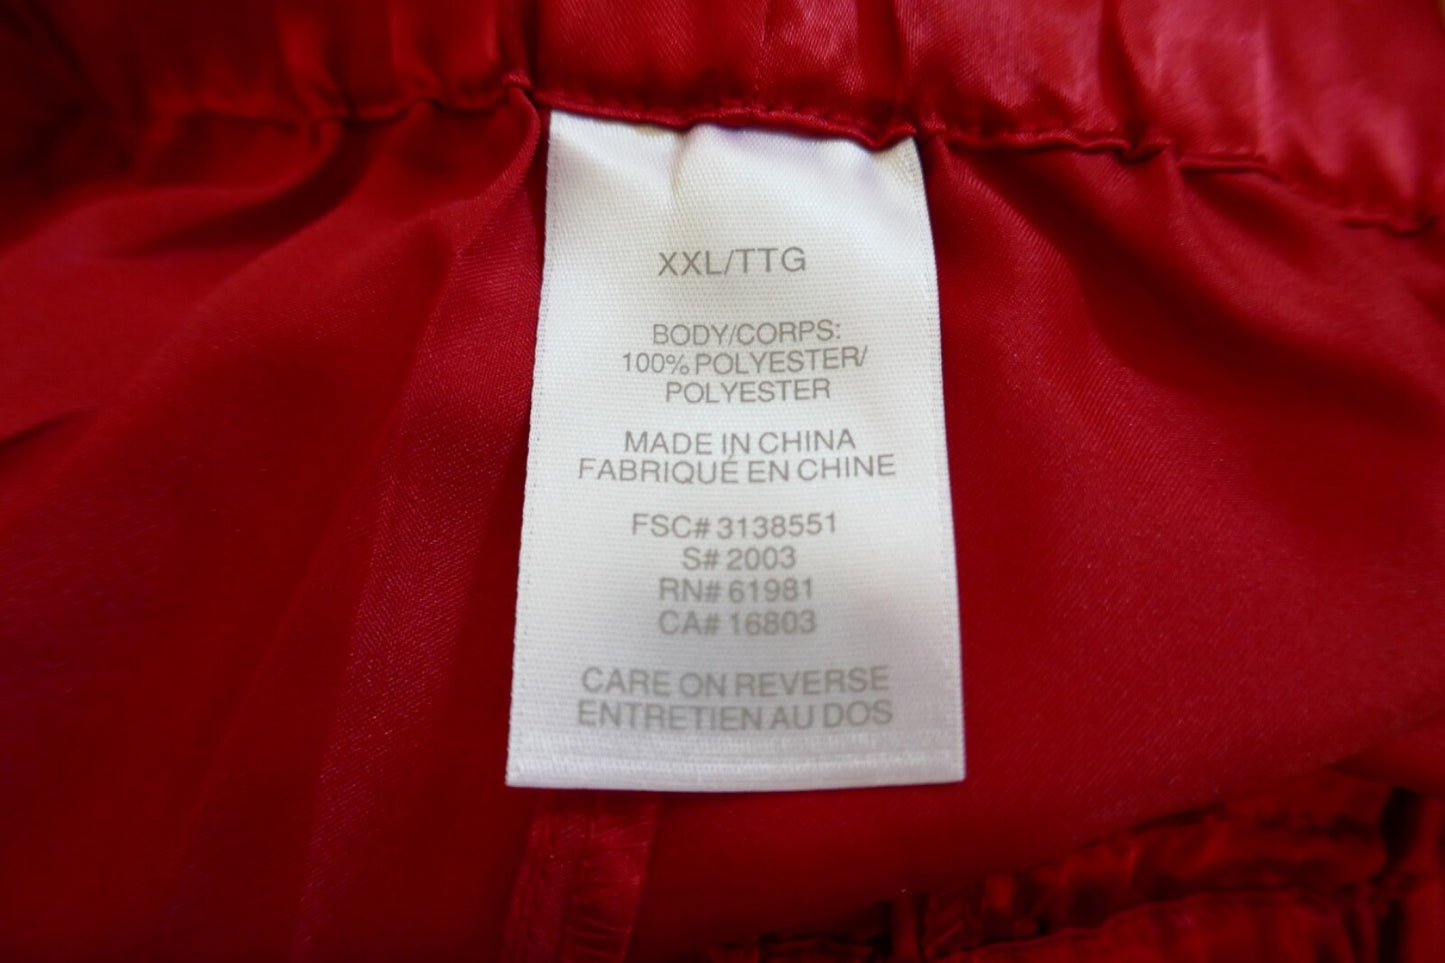 XXL/TTG
BODY/CORPS:
100% POLYESTER/
POLYESTER
MADE IN CHINA
FABRIQUÉ EN CHINE
FSC# 3138551
S# 2003
RN# 61981
CA# 16803
CARE ON REVERSE
ENTRETIEN AU DOS